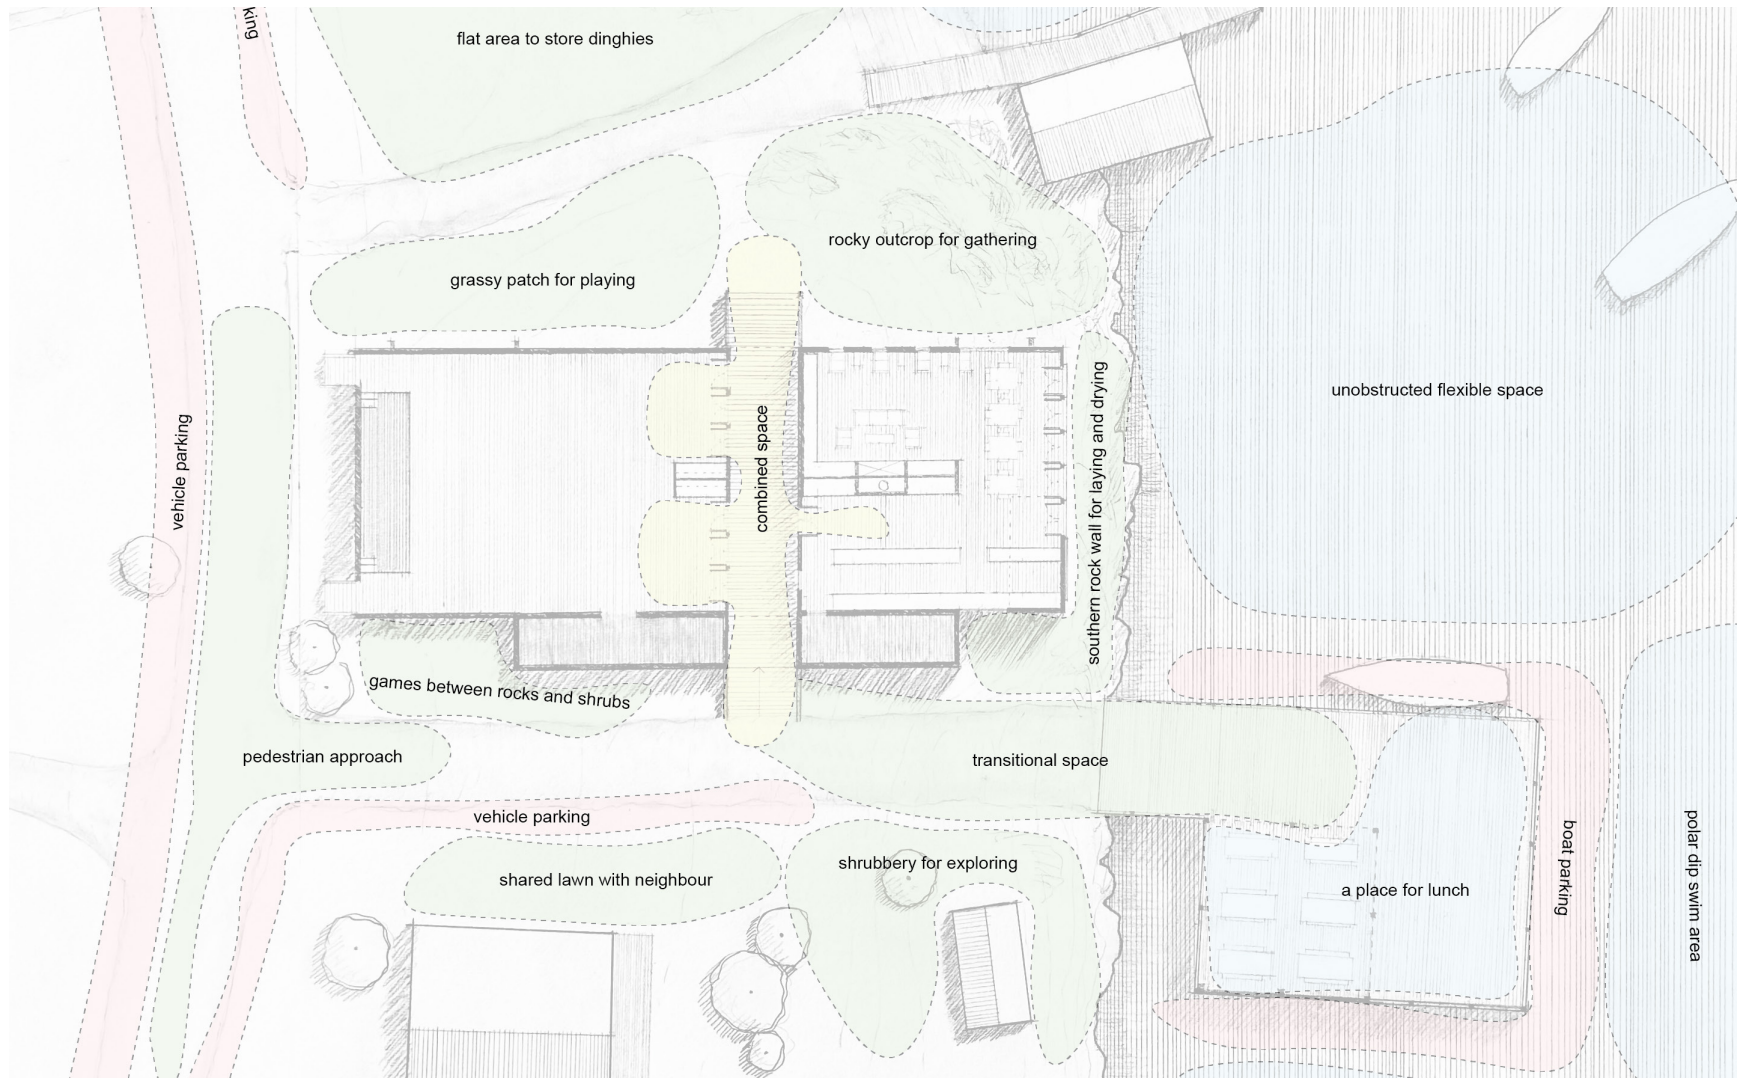 king
flat area to store dinghies
rocky outcrop for gathering
grassy patch for playing
unobstructed flexible space
vehicle parking
combined space
southern rock wall for laying and drying
games between rocks and shrubs
pedestrian approach
transitional space
vehicle parking
shrubbery for exploring
shared lawn with neighbour
a place for lunch
boat parking
polar dip swim area